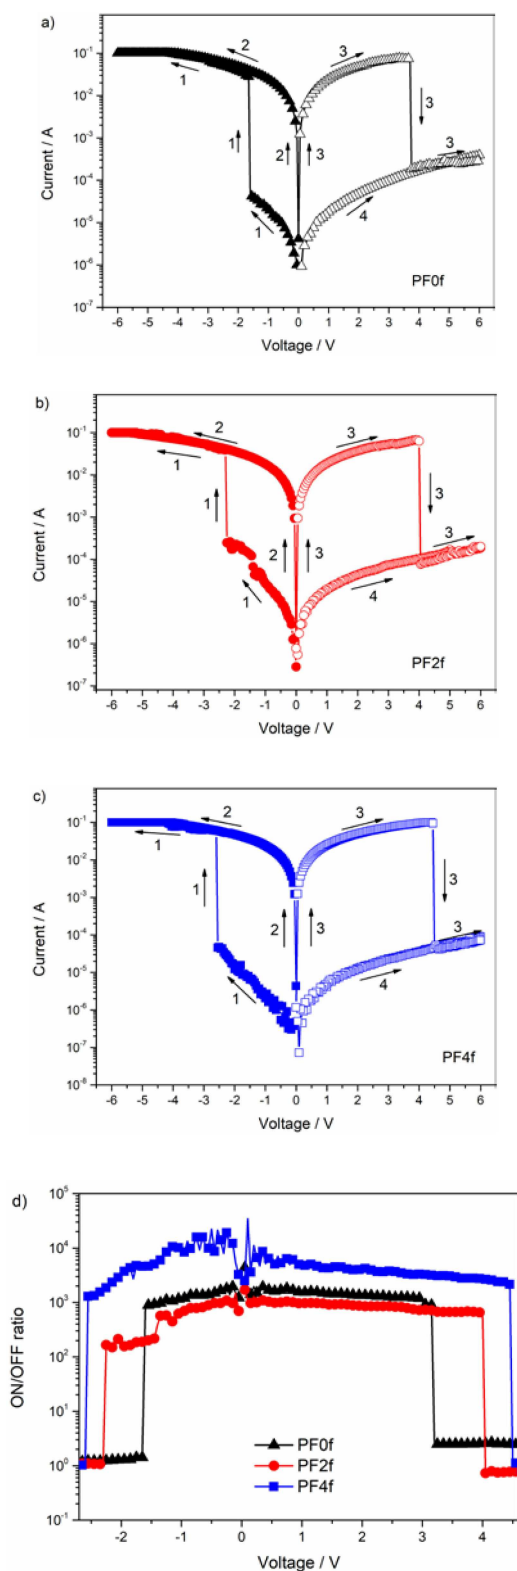 a)
10⁰
10⁻¹
10⁻²
10⁻³
10⁻⁴
10⁻⁵
10⁻⁶
10⁻⁷
Current / A
2
1
3
1
2
3
3
3
1
4
PF0f
-6 -5 -4 -3 -2 -1 0 1 2 3 4 5 6
Voltage / V
b)
10⁰
10⁻¹
10⁻²
10⁻³
10⁻⁴
10⁻⁵
10⁻⁶
10⁻⁷
Current / A
2
1
3
1
3
2
3
3
1
4
PF2f
-6 -5 -4 -3 -2 -1 0 1 2 3 4 5 6
Voltage / V
c)
10⁰
10⁻¹
10⁻²
10⁻³
10⁻⁴
10⁻⁵
10⁻⁶
10⁻⁷
10⁻⁸
Current / A
2
1
3
1
3
2
3
3
1
4
PF4f
-6 -5 -4 -3 -2 -1 0 1 2 3 4 5 6
Voltage / V
d)
10⁵
10⁴
10³
10²
10¹
10⁰
10⁻¹
ON/OFF ratio
PF0f
PF2f
PF4f
-2 -1 0 1 2 3 4
Voltage / V